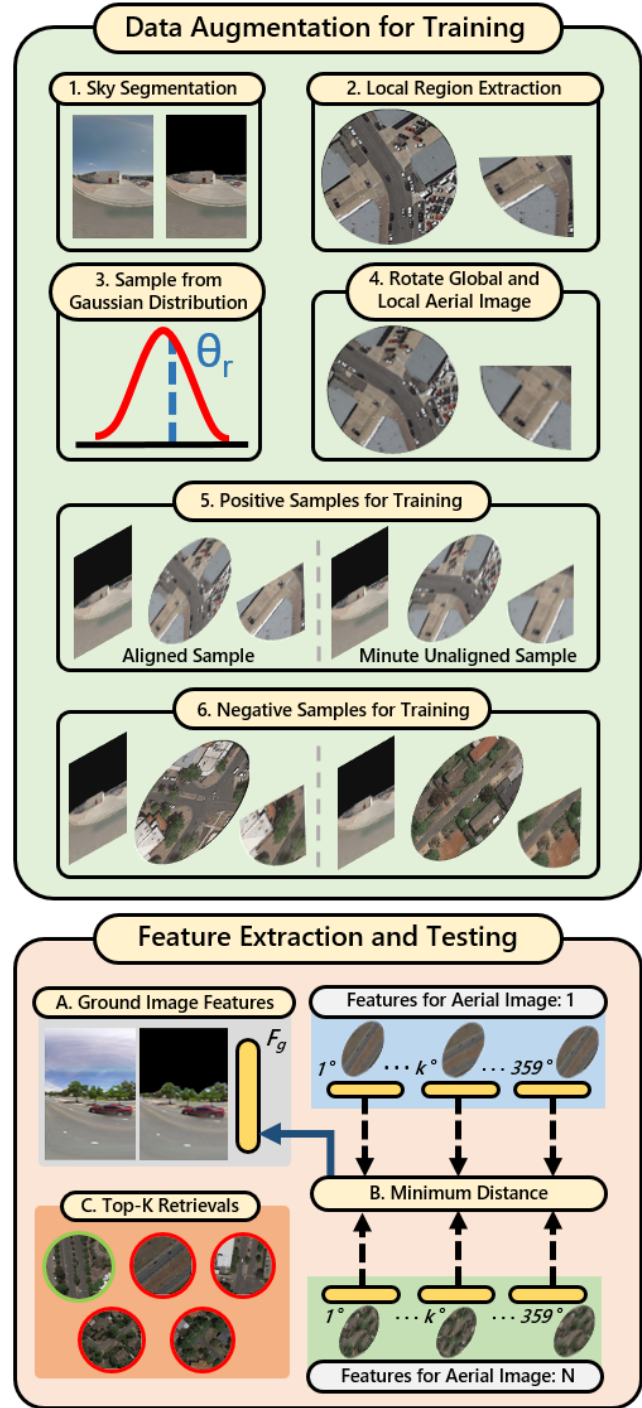 Data Augmentation for Training
1. Sky Segmentation
2. Local Region Extraction
3. Sample from
Gaussian Distribution
θr
4. Rotate Global and
Local Aerial Image
5. Positive Samples for Training
Aligned Sample
Minute Unaligned Sample
6. Negative Samples for Training
Feature Extraction and Testing
A. Ground Image Features
Fg
Features for Aerial Image: 1
1° ··· k° ··· 359°
B. Minimum Distance
C. Top-K Retrievals
1° ··· k° ··· 359°
Features for Aerial Image: N